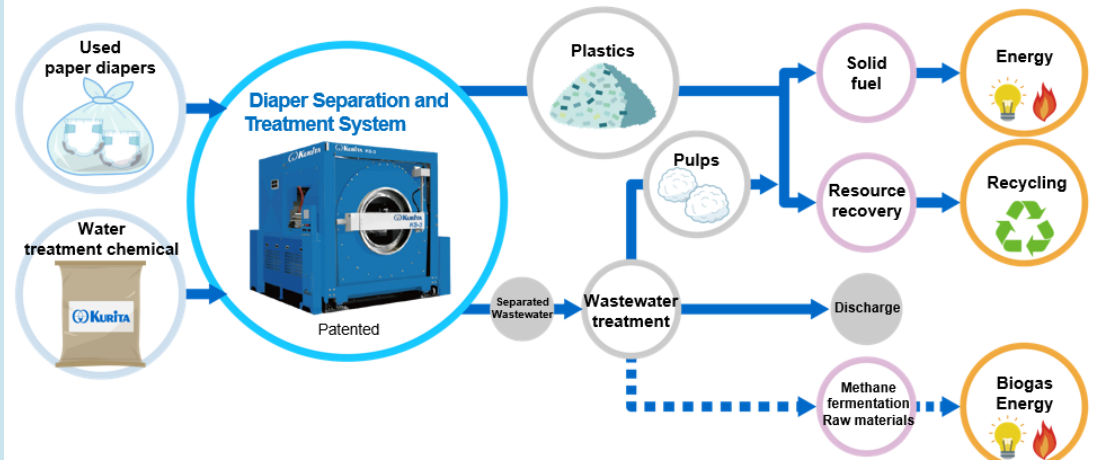 Used
paper diapers
Water
treatment chemical
KURITA
Diaper Separation and
Treatment System
KURITA
KURITA
Patented
Plastics
Pulps
Separated
Wastewater
Wastewater
treatment
Solid
fuel
Energy
Resource
recovery
Recycling
Discharge
Methane
fermentation
Raw materials
Biogas
Energy